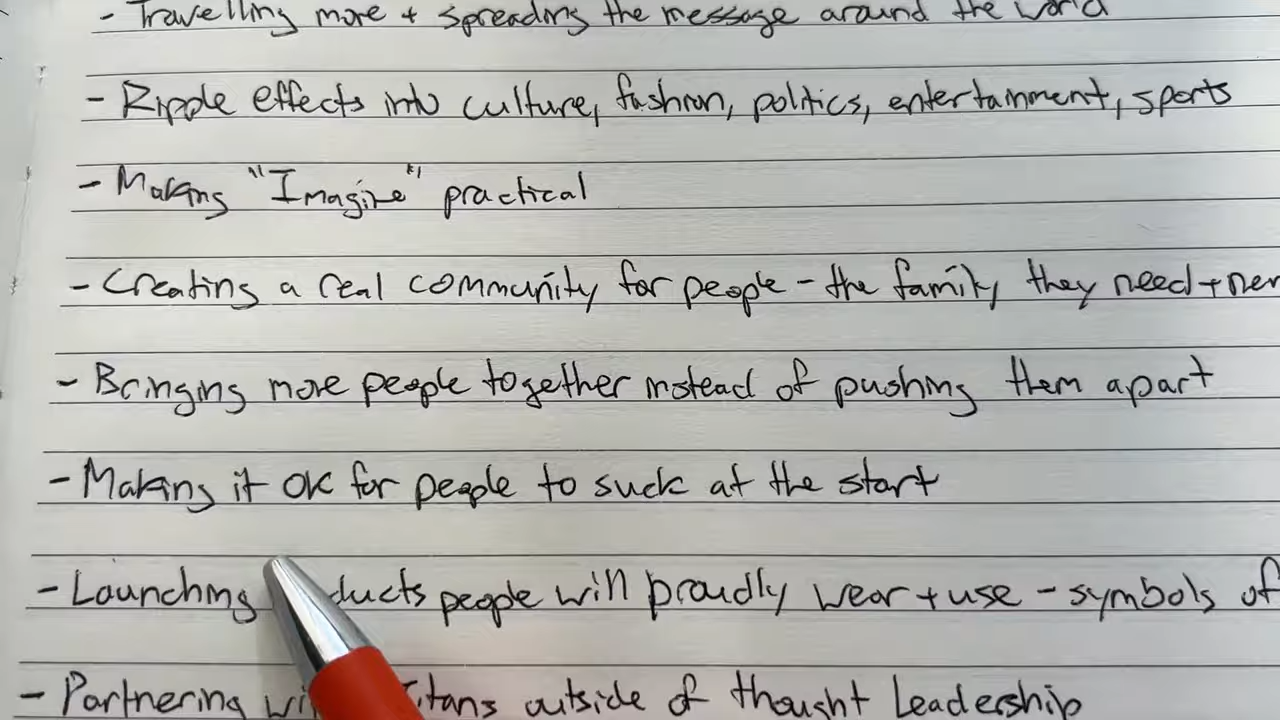 - Travelling more + spreading the message around the world
- Ripple effects into culture, fashion, politics, entertainment, sports
- Making "Imagine" practical
- Creating a real community for people - the family they need +
- Bringing more people together instead of pushing them apart
- Making it OK for people to suck at the start
- Launching people will proudly wear + use - symbols of
- Partnering outside of thought leadership